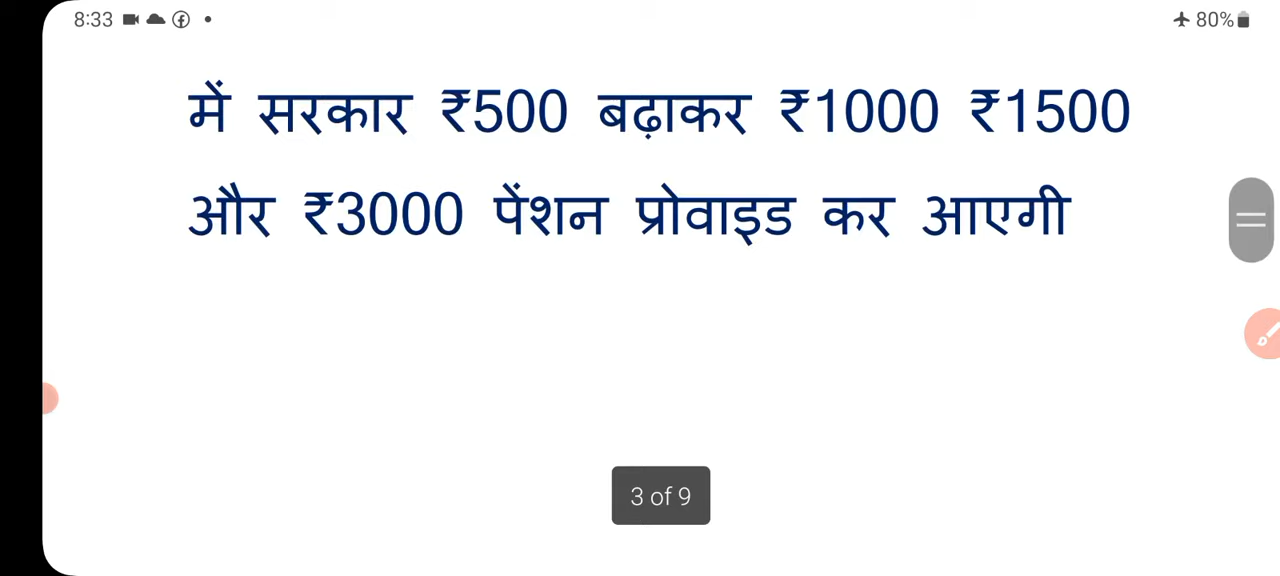 8:33
80%
में सरकार ₹500 बढ़ाकर ₹1000 ₹1500
और ₹3000 पेंशन प्रोवाइड कर आएगी
3 of 9